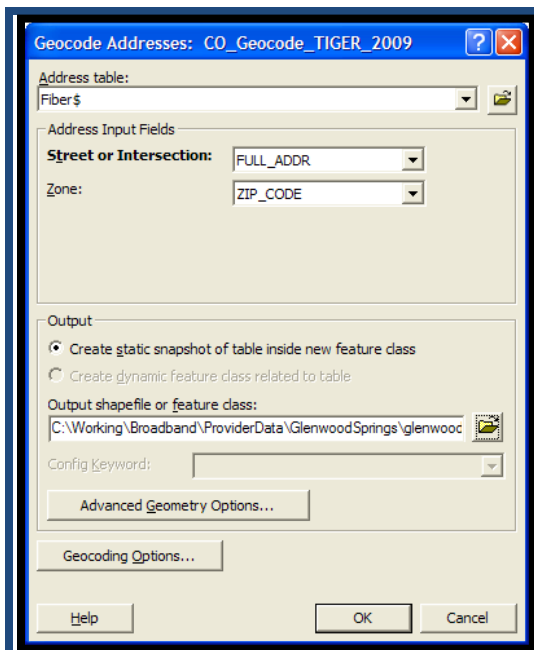 Geocode Addresses: CO_Geocode_TIGER_2009
Address table:
Fiber$
Address Input Fields
Street or Intersection: FULL_ADDR
Zone: ZIP_CODE
Output
Create static snapshot of table inside new feature class
Create dynamic feature class related to table
Output shapefile or feature class:
C:\Working\Broadband\ProviderData\GlenwoodSprings\glenwood
Config Keyword:
Advanced Geometry Options...
Geocoding Options...
Help OK Cancel